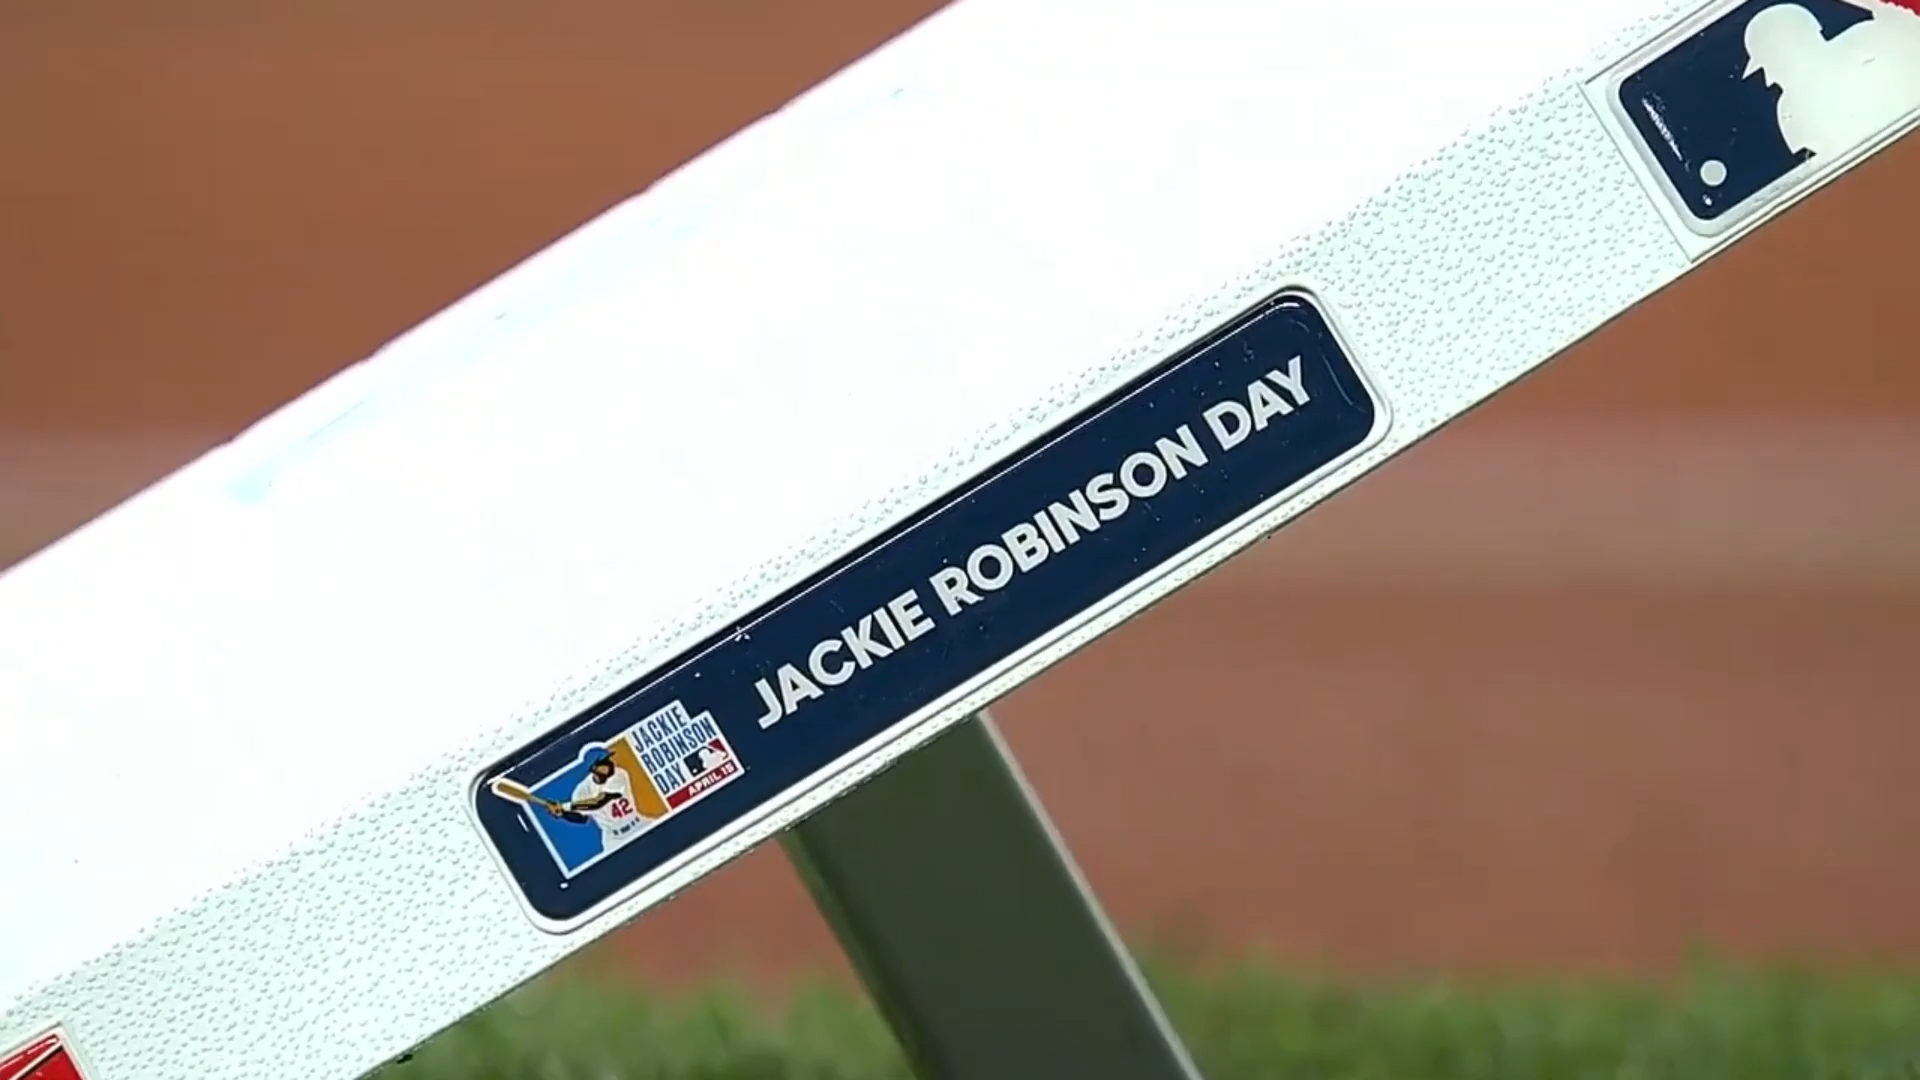 JACKIE ROBINSON DAY
JACKIE
ROBINSON
DAY
APRIL 15
42